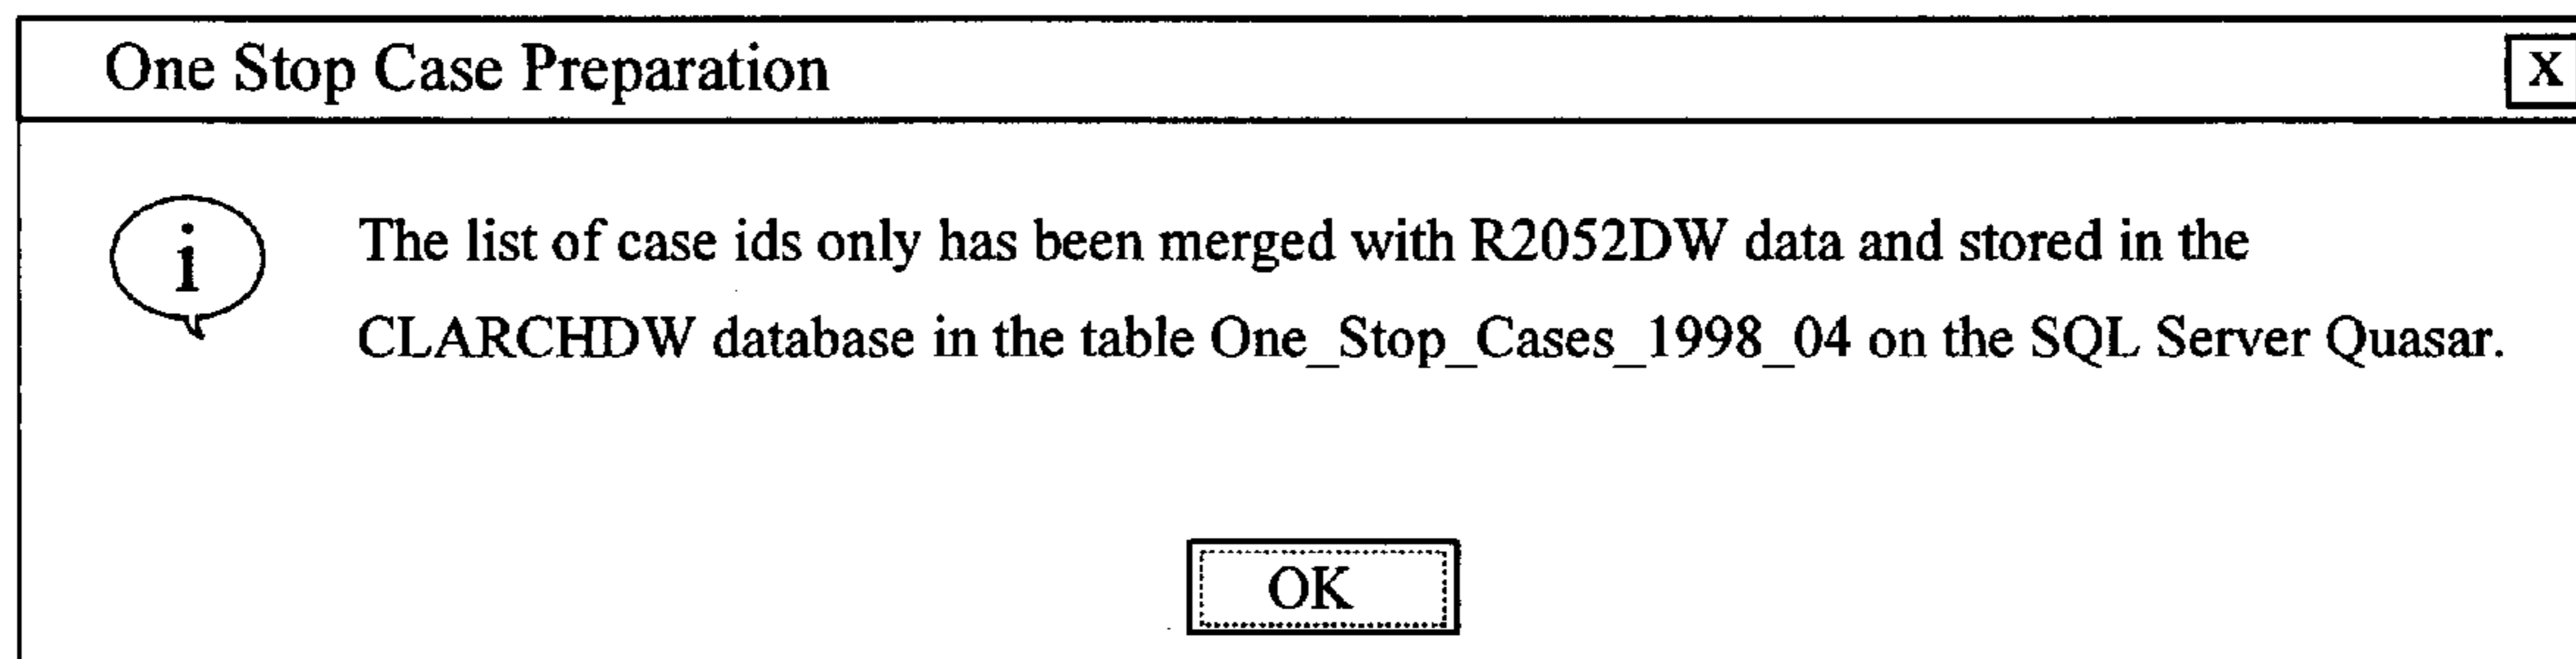 One Stop Case Preparation
X
i
The list of case ids only has been merged with R2052DW data and stored in the
CLARCHDW database in the table One_Stop_Cases_1998_04 on the SQL Server Quasar.
OK